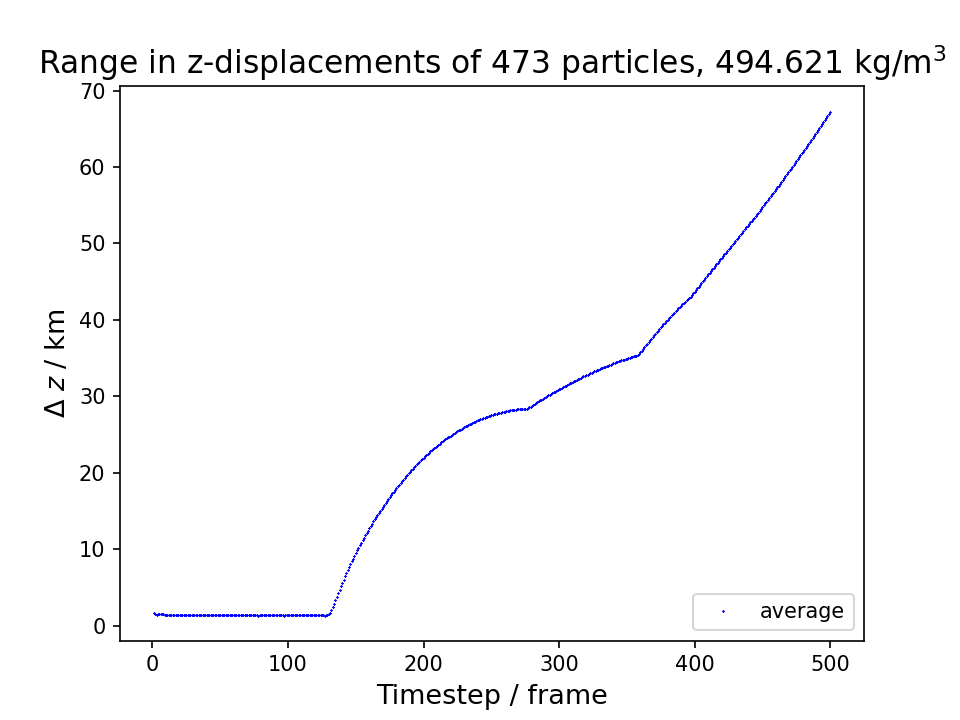 Range in z-displacements of 473 particles, 494.621 kg/m³
70
60
50
40
30
20
10
0
Δ z / km
average
0 100 200 300 400 500
Timestep / frame